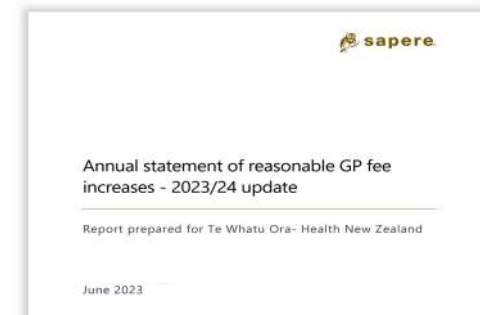 sapere
Annual statement of reasonable GP fee
increases - 2023/24 update
Report prepared for Te Whatu Ora- Health New Zealand
June 2023